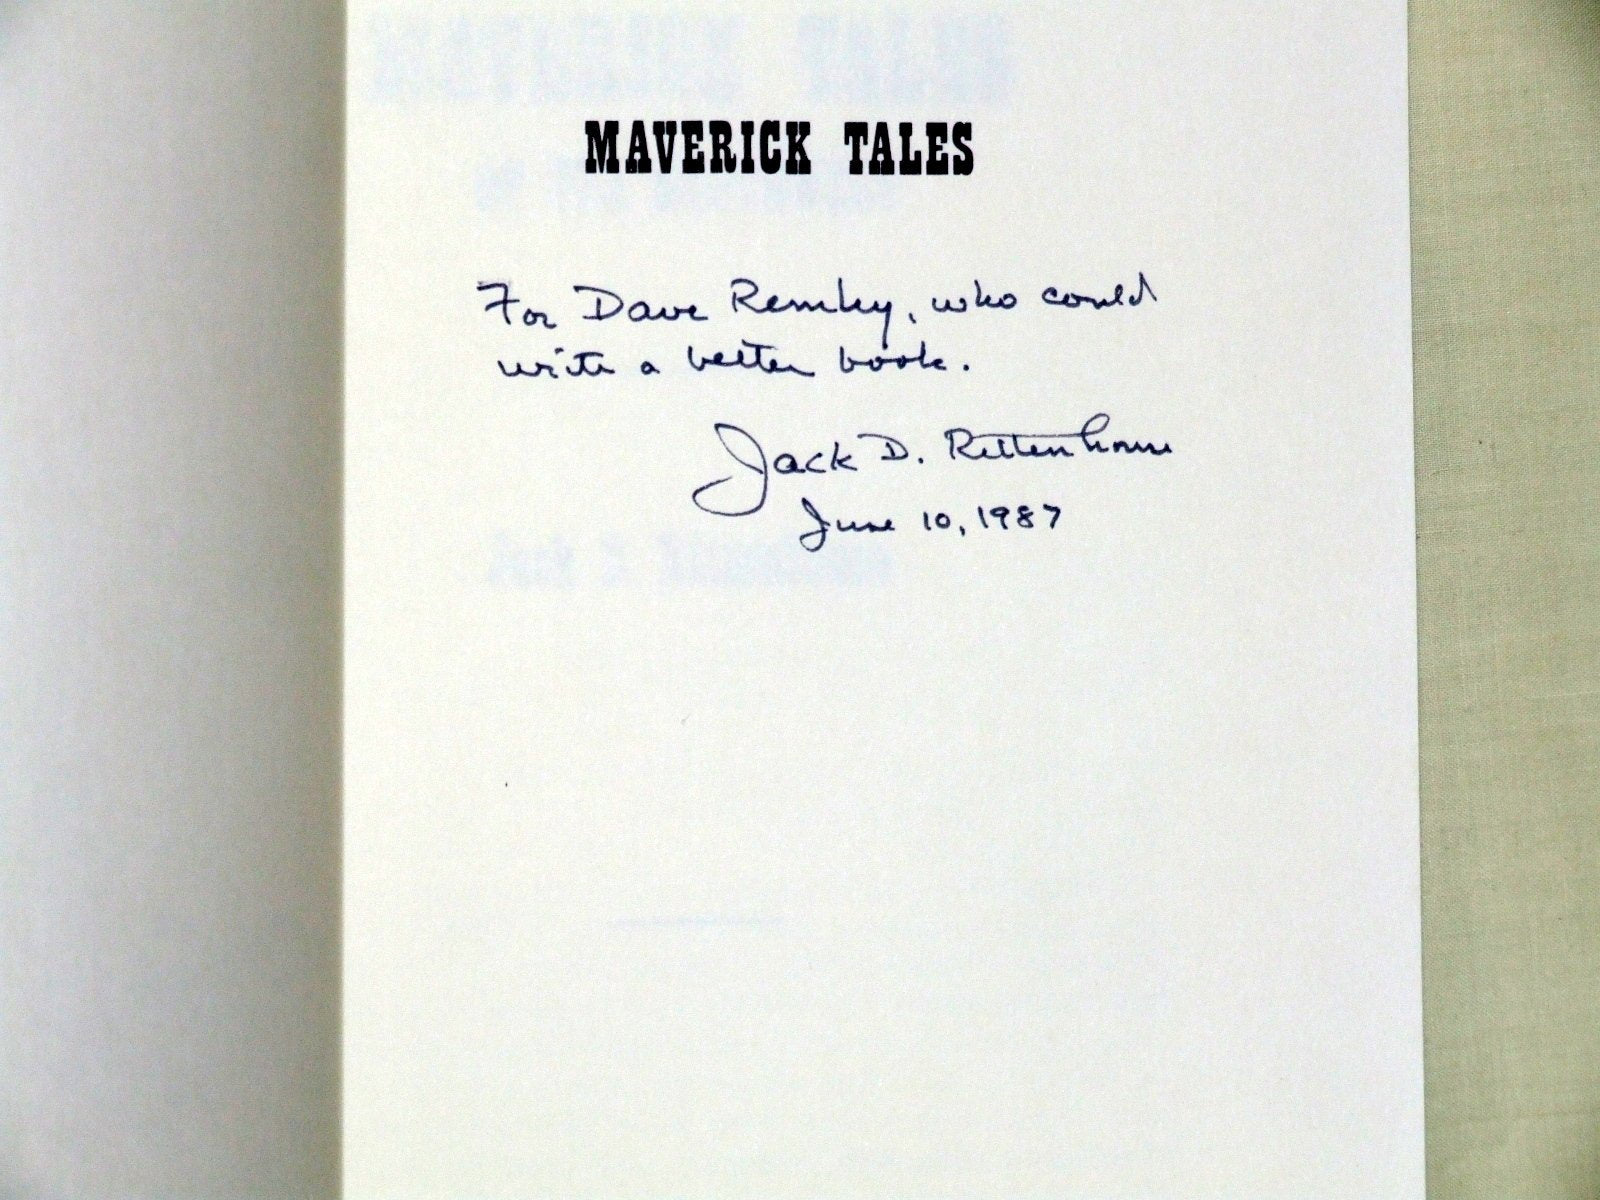 MAVERICK TALES
For Dave Remley, who could
write a better book.
Jack D. Rittenhouse
June 10, 1987